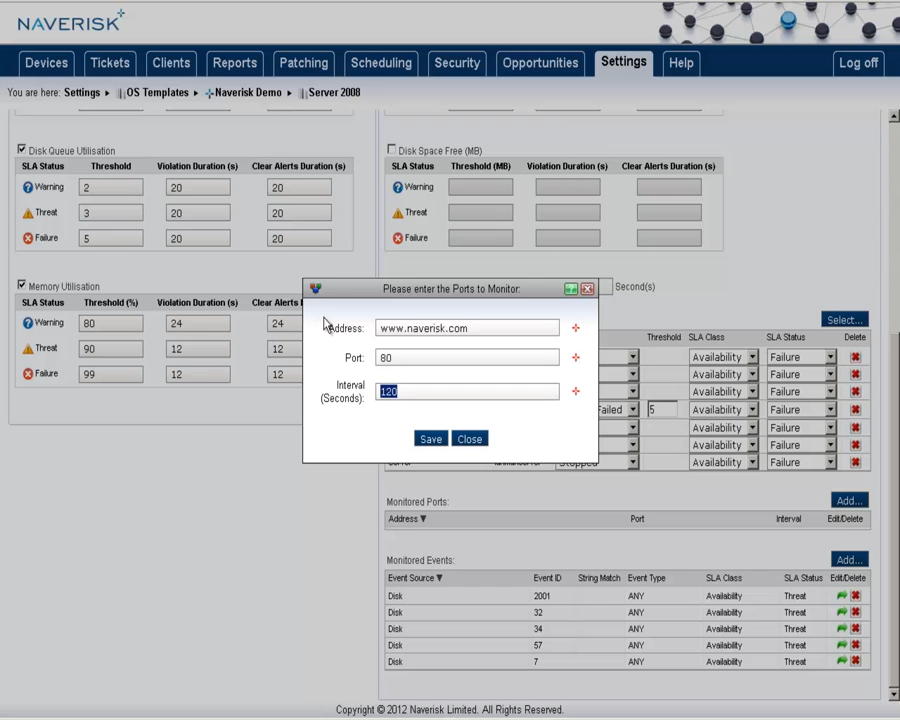 NAVERISK
Devices Tickets Clients Reports Patching Scheduling Security Opportunities Settings Help Log off
You are here: Settings OS Templates Naverisk Demo Server 2008
Disk Queue Utilisation
SLA Status Threshold Violation Duration (s) Clear Alerts Duration (s)
Warning 2 20 20
Threat 3 20 20
Failure 5 20 20
Memory Utilisation
SLA Status Threshold (%) Violation Duration (s) Clear Alerts
Warning 80 24 24
Threat 90 12 12
Failure 99 12 12
Disk Space Free (MB)
SLA Status Threshold (MB) Violation Duration (s) Clear Alerts Duration (s)
Warning
Threat
Failure
Second(s)
Please enter the Ports to Monitor:
Address: www.naverisk.com
Port: 80
Interval (Seconds): 120
Save Close
Select...
Threshold SLA Class SLA Status Delete
Availability Failure
Availability Failure
Failed 5 Availability Failure
Availability Failure
Availability Failure
Stopped Availability Failure
Monitored Ports: Add...
Address Port Interval Edit/Delete
Monitored Events: Add...
Event Source Event ID String Match Event Type SLA Class SLA Status Edit/Delete
Disk 2001 ANY Availability Threat
Disk 32 ANY Availability Threat
Disk 34 ANY Availability Threat
Disk 57 ANY Availability Threat
Disk 7 ANY Availability Threat
Copyright © 2012 Naverisk Limited. All Rights Reserved.